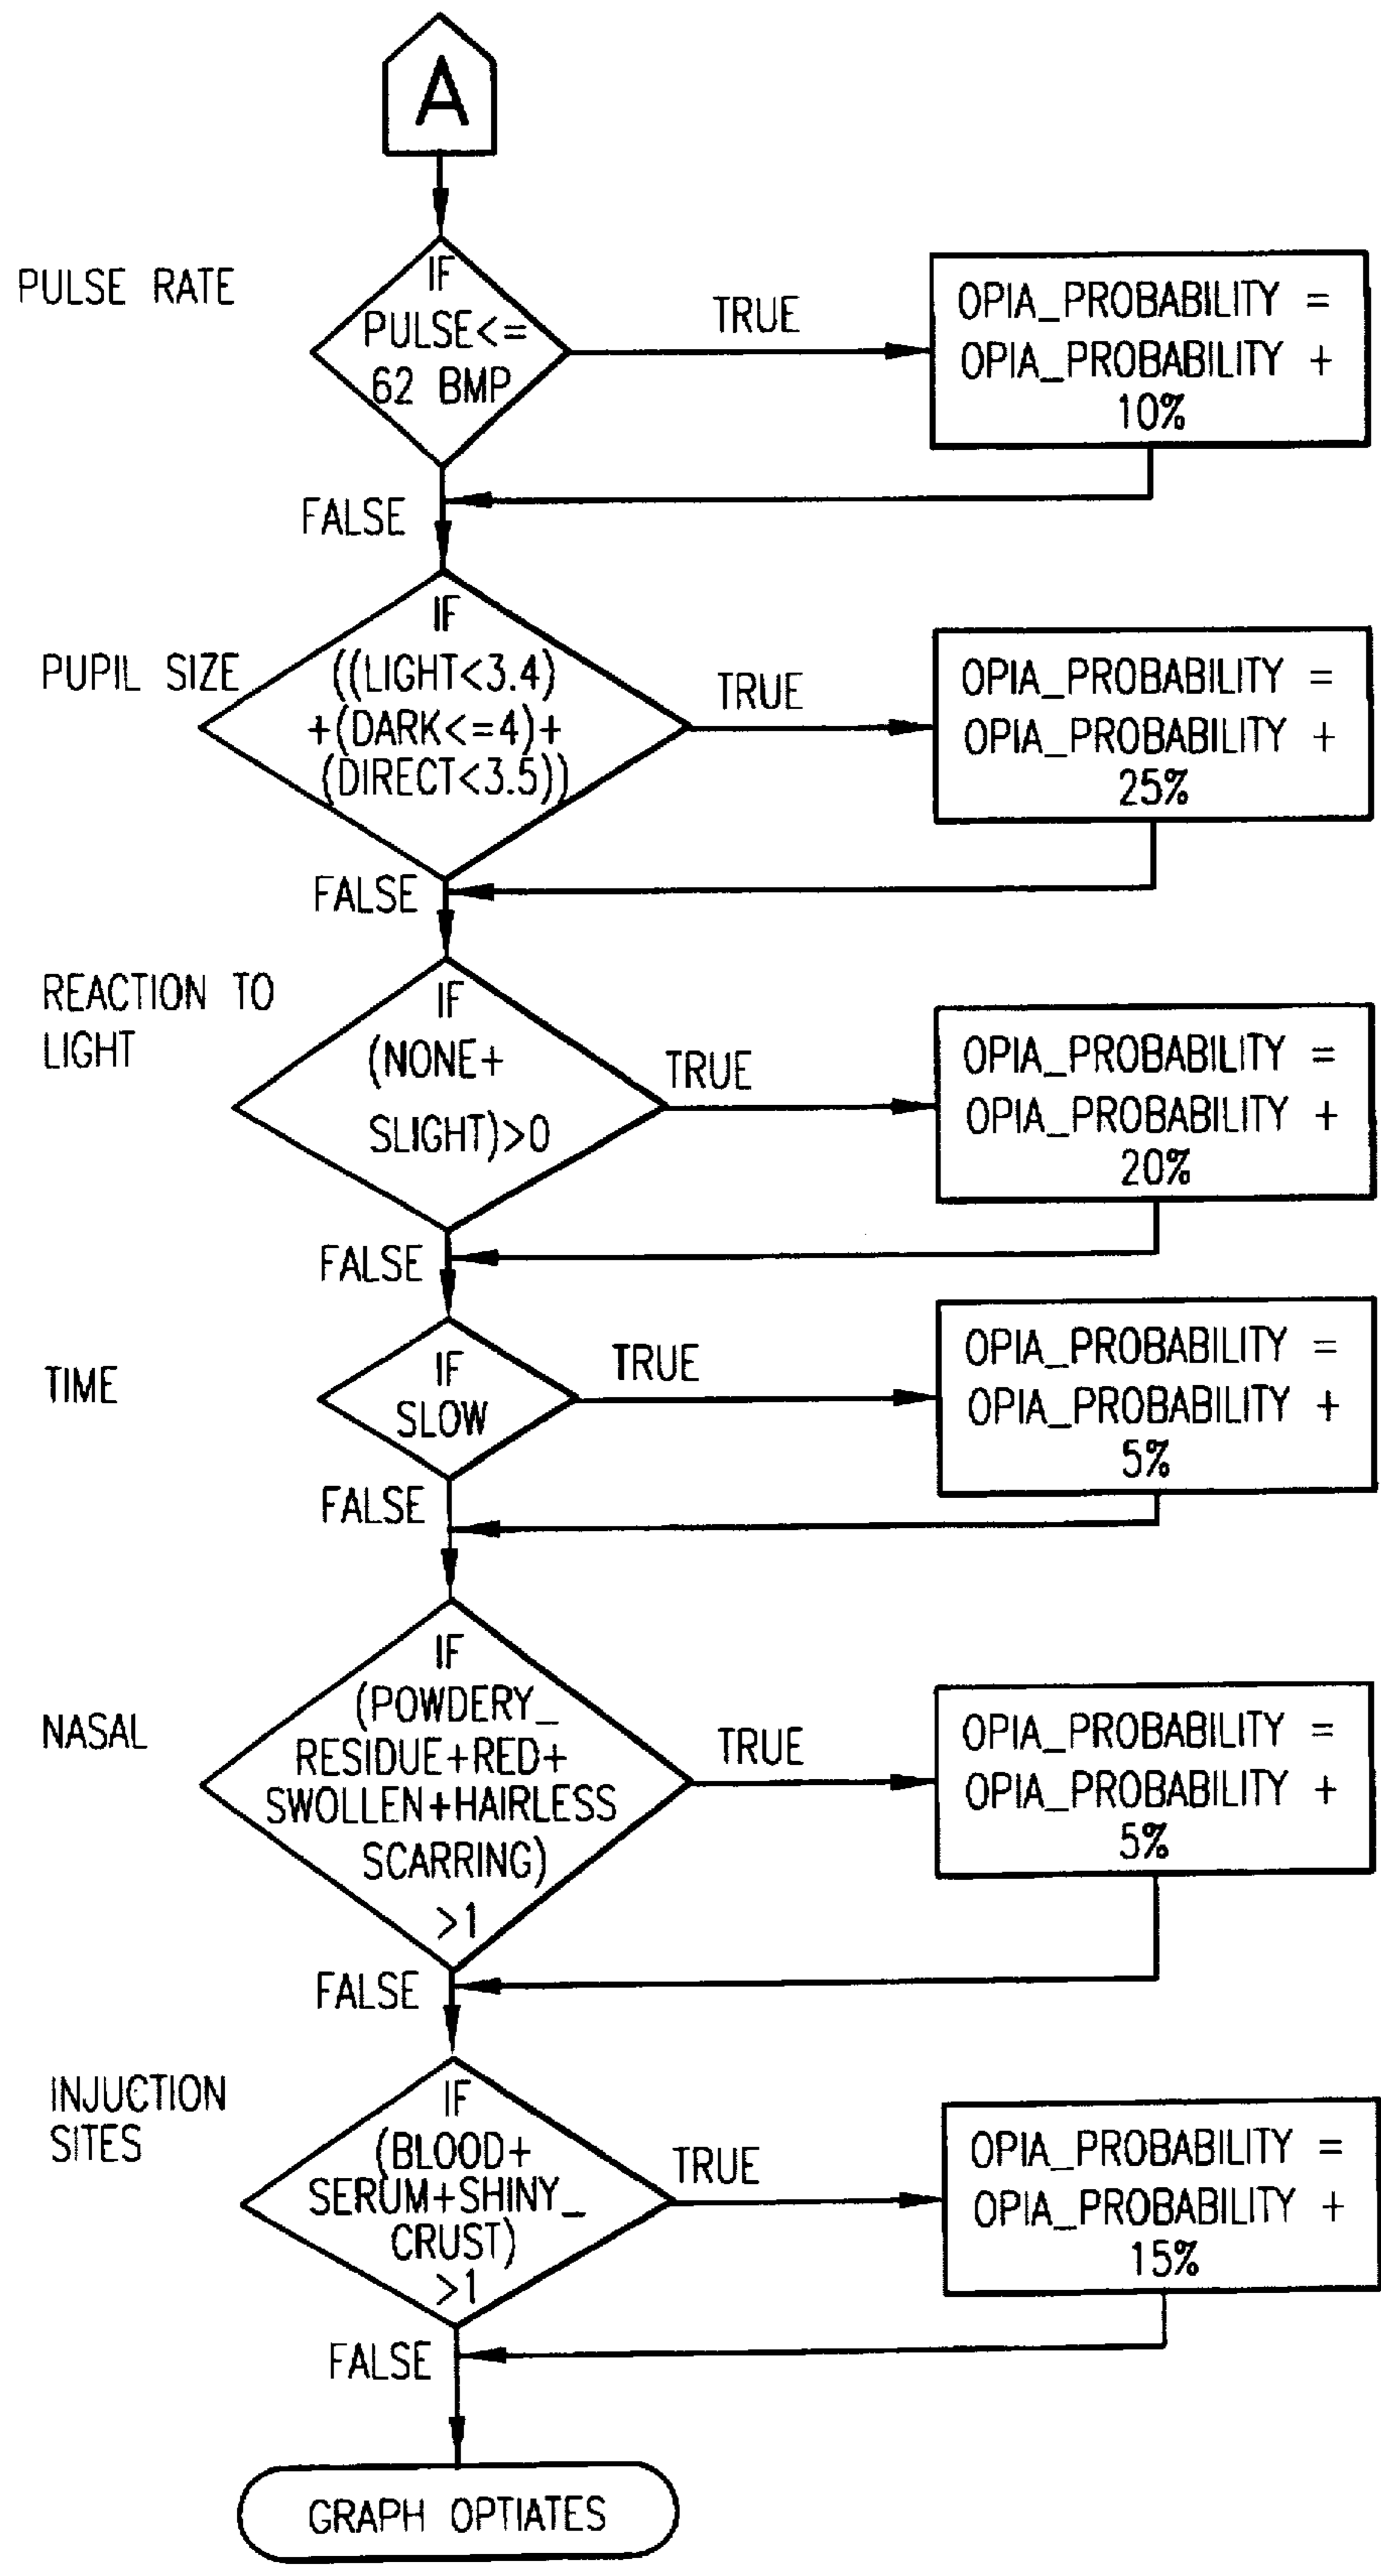 A
PULSE RATE
IF
PULSE<=
62 BMP
TRUE
OPIA_PROBABILITY =
OPIA_PROBABILITY +
10%
FALSE
PUPIL SIZE
IF
((LIGHT<3.4)
+(DARK<=4)+
(DIRECT<3.5))
TRUE
OPIA_PROBABILITY =
OPIA_PROBABILITY +
25%
FALSE
REACTION TO
LIGHT
IF
(NONE+
SLIGHT)>0
TRUE
OPIA_PROBABILITY =
OPIA_PROBABILITY +
20%
FALSE
TIME
IF
SLOW
TRUE
OPIA_PROBABILITY =
OPIA_PROBABILITY +
5%
FALSE
NASAL
IF
(POWDERY_
RESIDUE+RED+
SWOLLEN+HAIRLESS
SCARRING)
>1
TRUE
OPIA_PROBABILITY =
OPIA_PROBABILITY +
5%
FALSE
INJUCTION
SITES
IF
(BLOOD+
SERUM+SHINY_
CRUST)
>1
TRUE
OPIA_PROBABILITY =
OPIA_PROBABILITY +
15%
FALSE
GRAPH OPTIATES